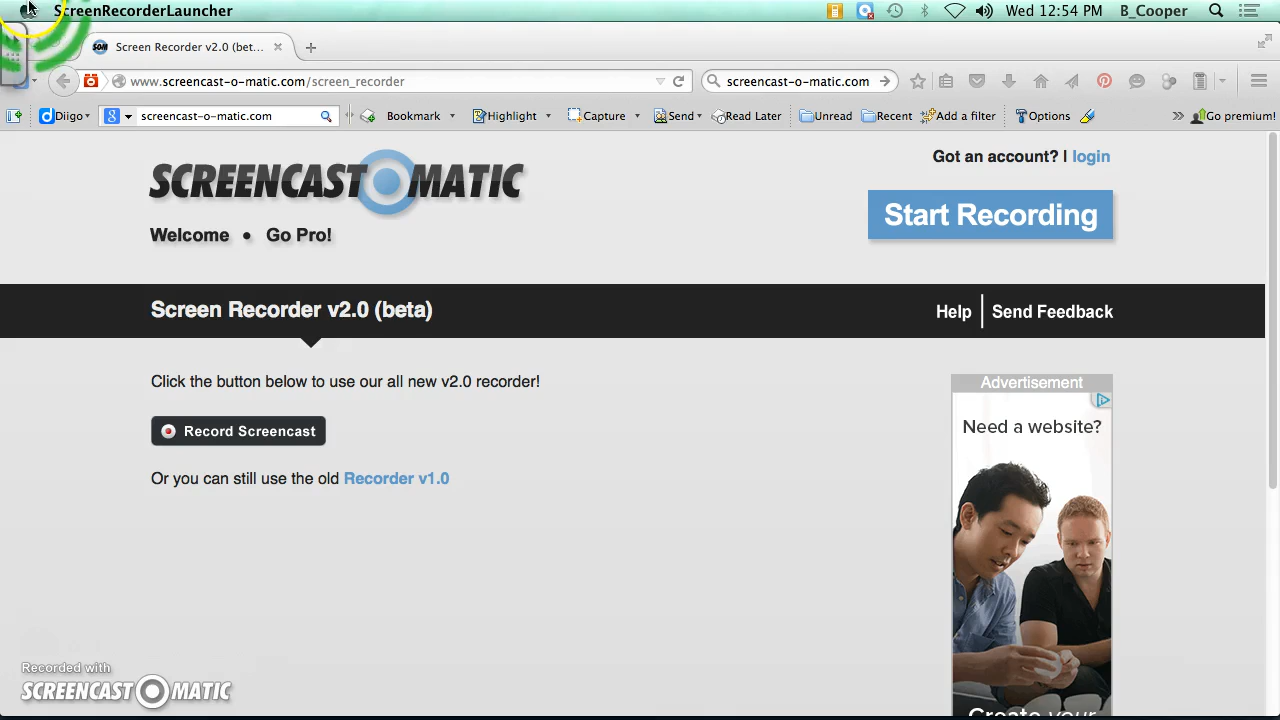 ScreenRecorderLauncher
Wed 12:54 PM B_Cooper
SOM Screen Recorder v2.0 (bet...
www.screencast-o-matic.com/screen_recorder
screencast-o-matic.com
Diigo
8 screencast-o-matic.com
Bookmark
Highlight
Capture
Send
Read Later
Unread
Recent
Add a filter
Options
Go premium!
SCREENCAST O MATIC
Got an account? | login
Start Recording
Welcome • Go Pro!
Screen Recorder v2.0 (beta)
Help | Send Feedback
Click the button below to use our all new v2.0 recorder!
Record Screencast
Or you can still use the old Recorder v1.0
Advertisement
Need a website?
Create your
Recorded with
SCREENCAST O MATIC